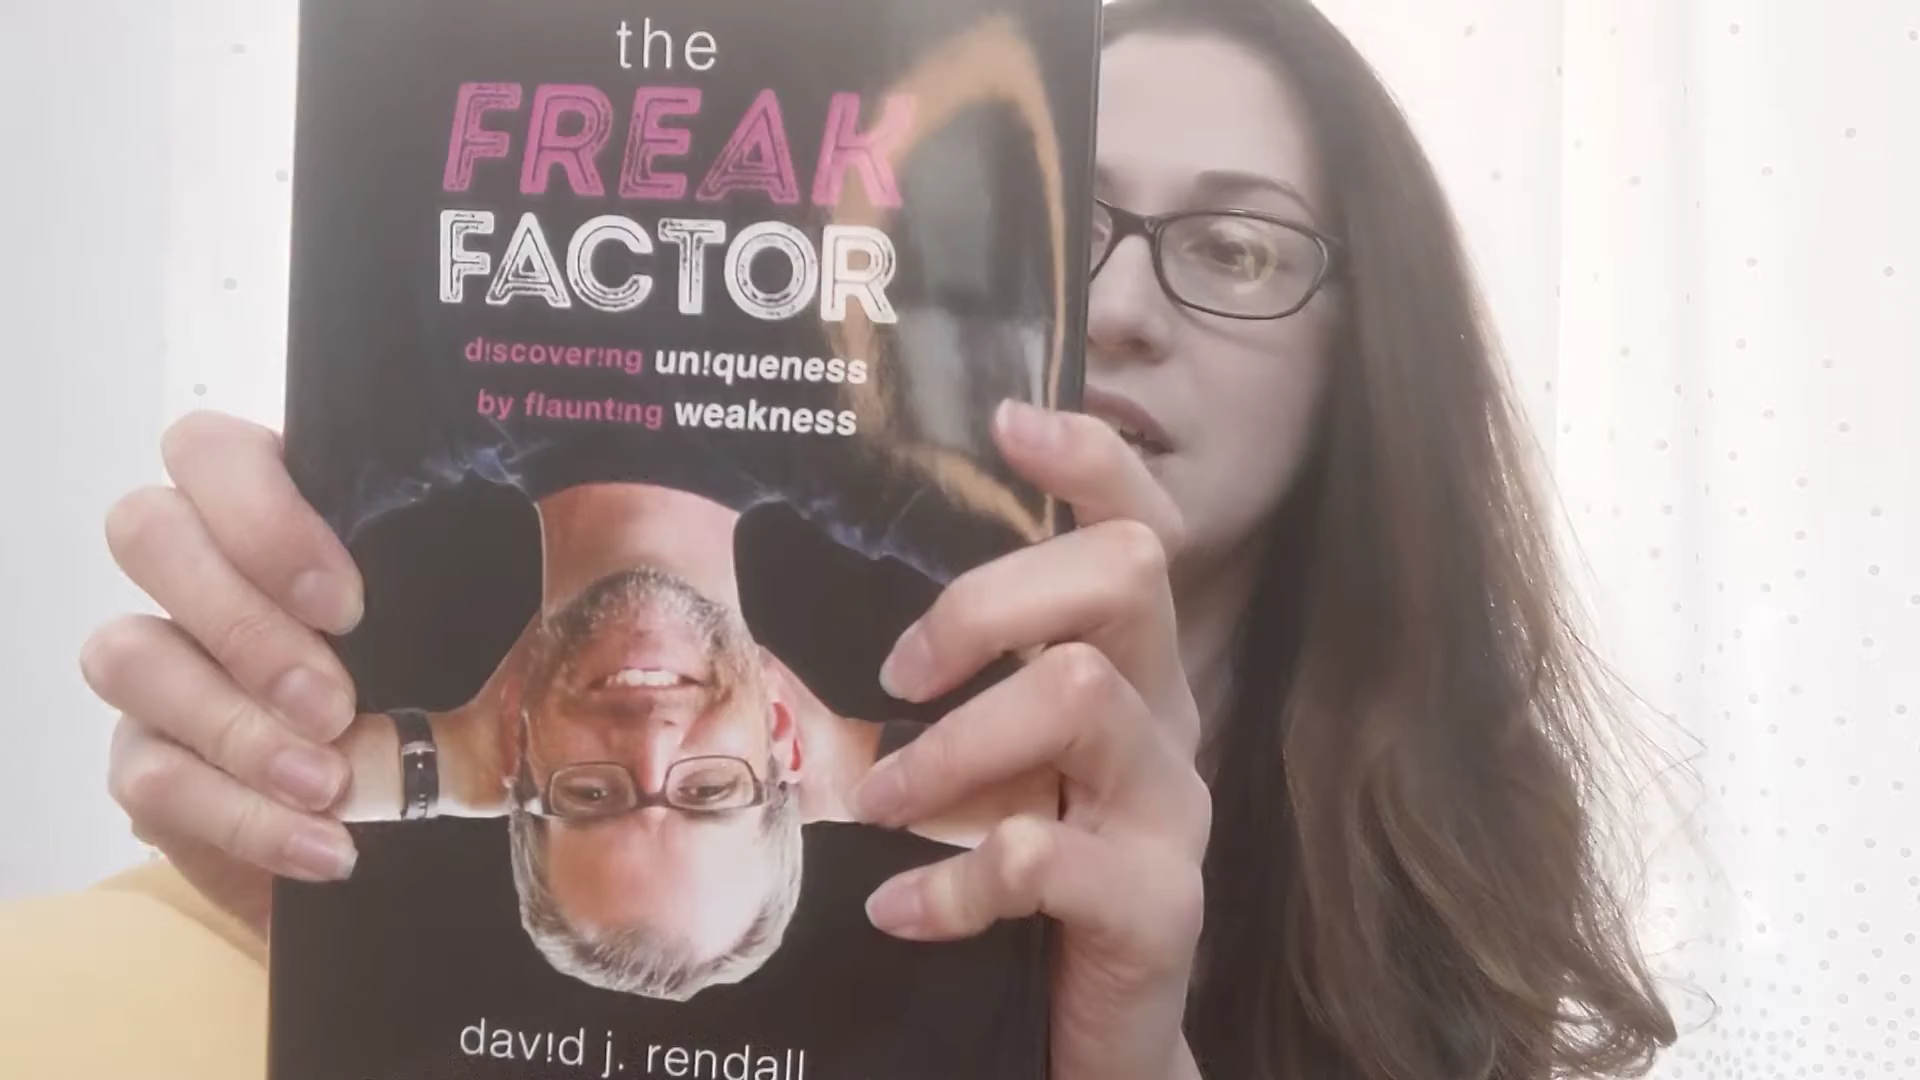 the
FREAK
FACTOR
d!scover!ng un!queness
by flaunt!ng weakness
dav!d j. rendall